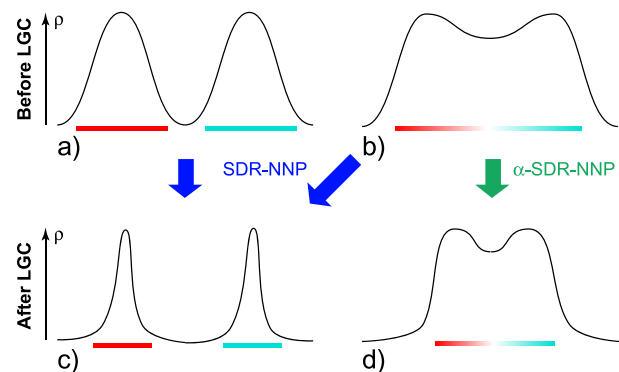 Before LGC
ρ
a)
b)
SDR-NNP
α-SDR-NNP
After LGC
ρ
c)
d)